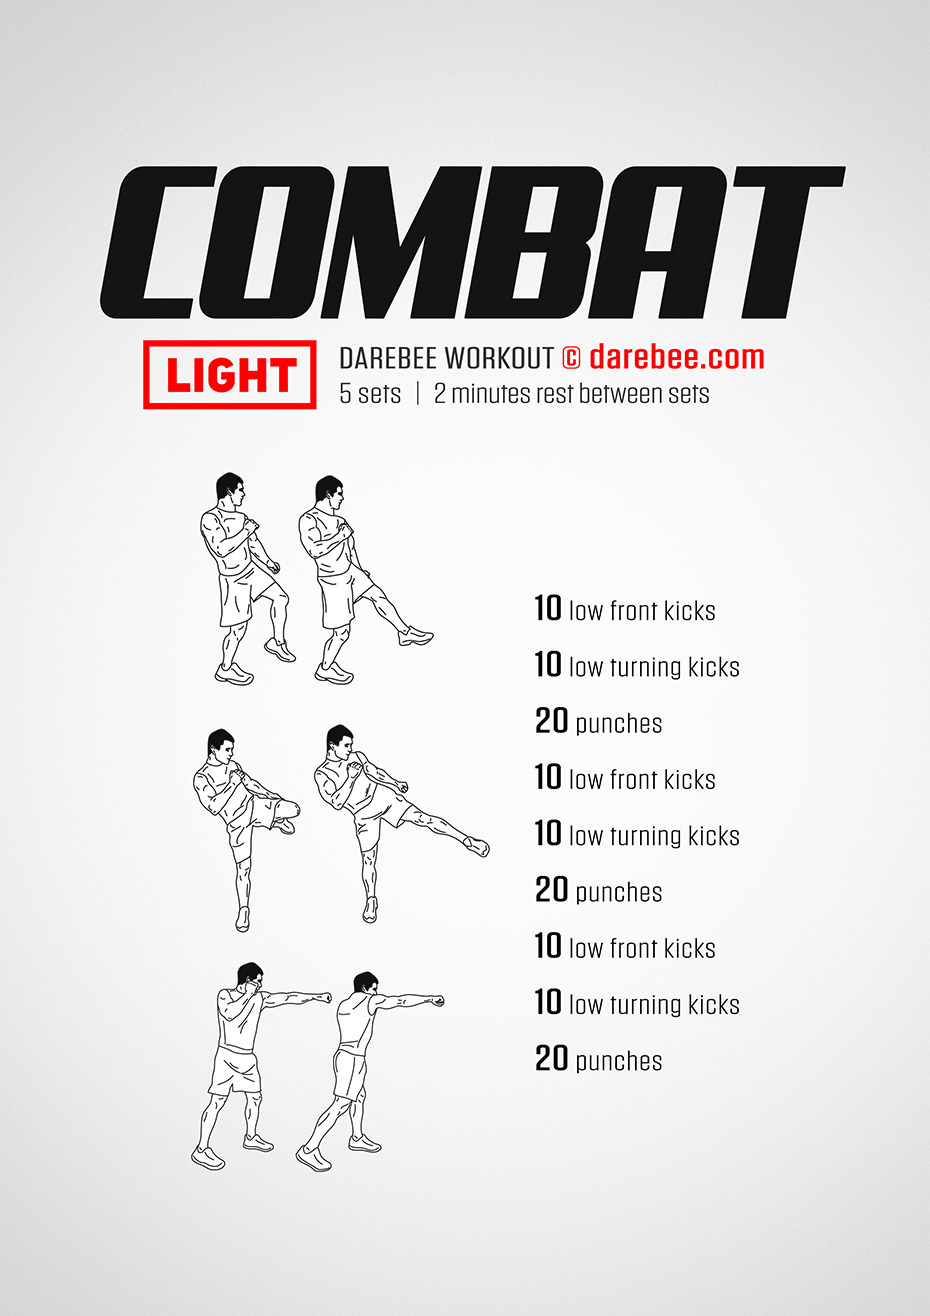 COMBAT
LIGHT
DAREBEE WORKOUT © darebee.com
5 sets | 2 minutes rest between sets
10 low front kicks
10 low turning kicks
20 punches
10 low front kicks
10 low turning kicks
20 punches
10 low front kicks
10 low turning kicks
20 punches